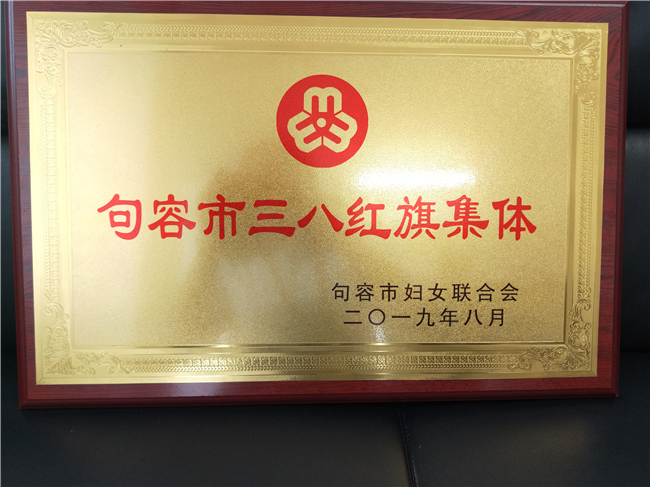 句容市三八红旗集体
句容市妇女联合会
二〇一九年八月